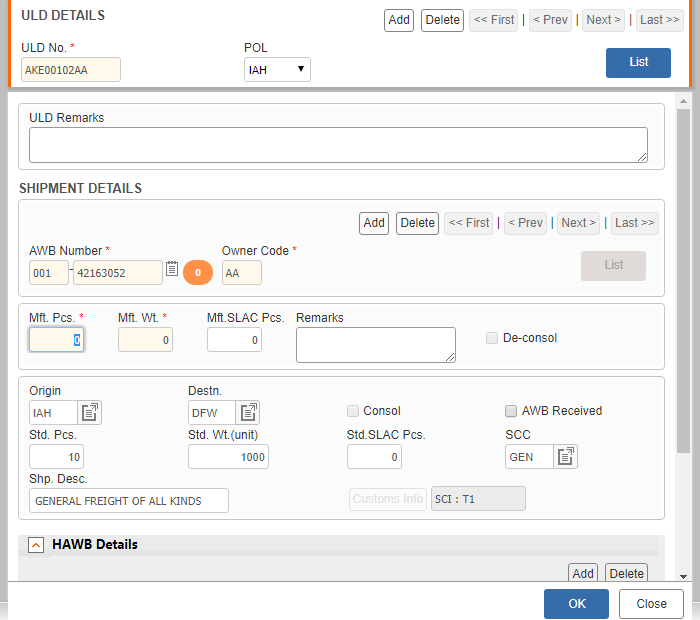 ULD DETAILS
Add Delete << First | < Prev | Next > | Last >>
ULD No. * POL
AKE00102AA IAH List
ULD Remarks
SHIPMENT DETAILS
Add Delete << First | < Prev | Next > | Last >>
AWB Number * Owner Code *
001 - 42163052 0 AA List
Mft. Pcs. * Mft. Wt. * Mft.SLAC Pcs. Remarks
0 0 0 De-consol
Origin Destn.
IAH DFW Consol AWB Received
Std. Pcs. Std. Wt.(unit) Std.SLAC Pcs. SCC
10 1000 0 GEN
Shp. Desc.
GENERAL FREIGHT OF ALL KINDS Customs Info SCI : T1
HAWB Details
Add Delete
OK Close